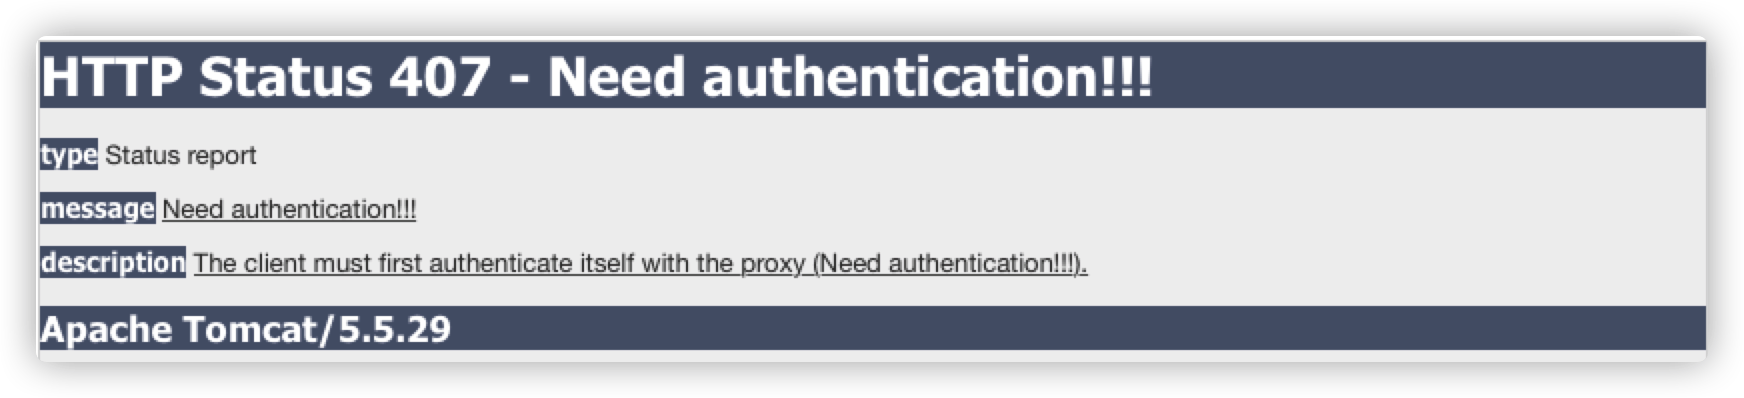 HTTP Status 407 - Need authentication!!!
type Status report
message Need authentication!!!
description The client must first authenticate itself with the proxy (Need authentication!!!).
Apache Tomcat/5.5.29